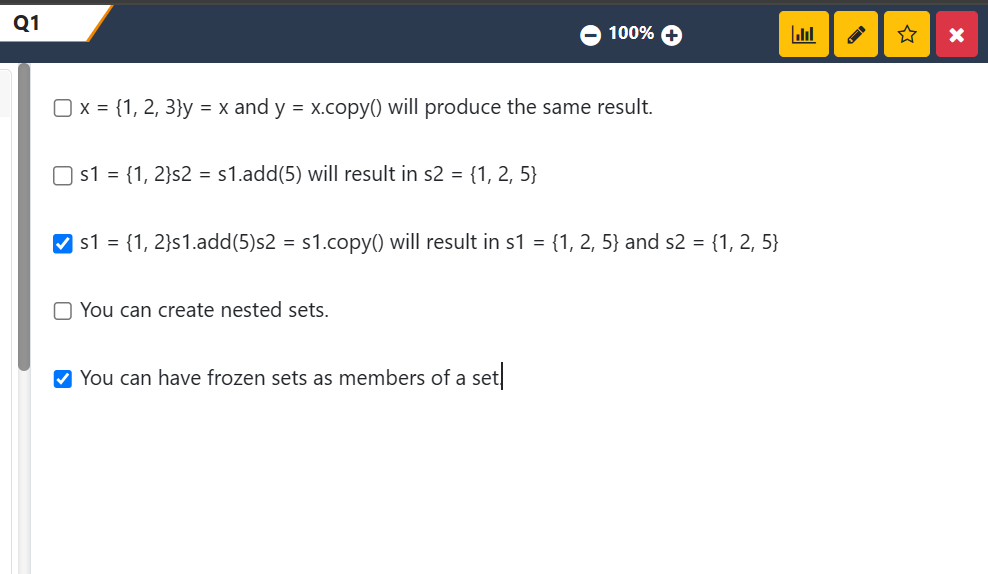 Q1
100%
x = {1, 2, 3}y = x and y = x.copy() will produce the same result.
s1 = {1, 2}s2 = s1.add(5) will result in s2 = {1, 2, 5}
s1 = {1, 2}s1.add(5)s2 = s1.copy() will result in s1 = {1, 2, 5} and s2 = {1, 2, 5}
You can create nested sets.
You can have frozen sets as members of a set.